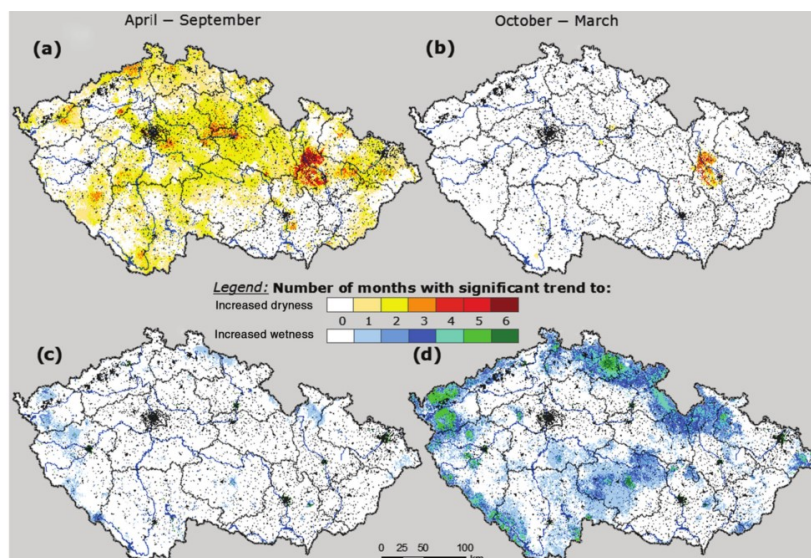 April – September
October – March
(a)
(b)
Legend: Number of months with significant trend to:
Increased dryness
0 1 2 3 4 5 6
Increased wetness
(c)
(d)
0 25 50 100
km